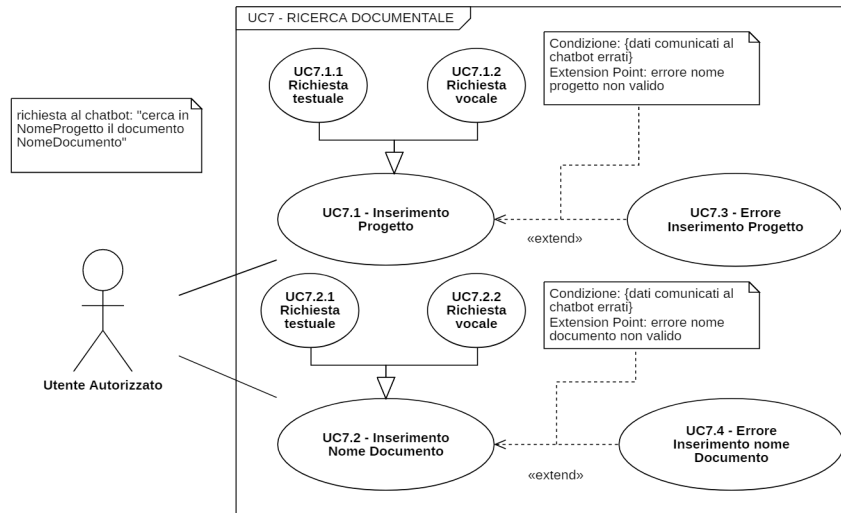 UC7 - RICERCA DOCUMENTALE
UC7.1.1
Richiesta
testuale
UC7.1.2
Richiesta
vocale
Condizione: {dati comunicati al
chatbot errati}
Extension Point: errore nome
progetto non valido
richiesta al chatbot: "cerca in
NomeProgetto il documento
NomeDocumento"
UC7.1 - Inserimento
Progetto
«extend»
UC7.3 - Errore
Inserimento Progetto
UC7.2.1
Richiesta
testuale
UC7.2.2
Richiesta
vocale
Condizione: {dati comunicati al
chatbot errati}
Extension Point: errore nome
documento non valido
Utente Autorizzato
UC7.2 - Inserimento
Nome Documento
«extend»
UC7.4 - Errore
Inserimento nome
Documento